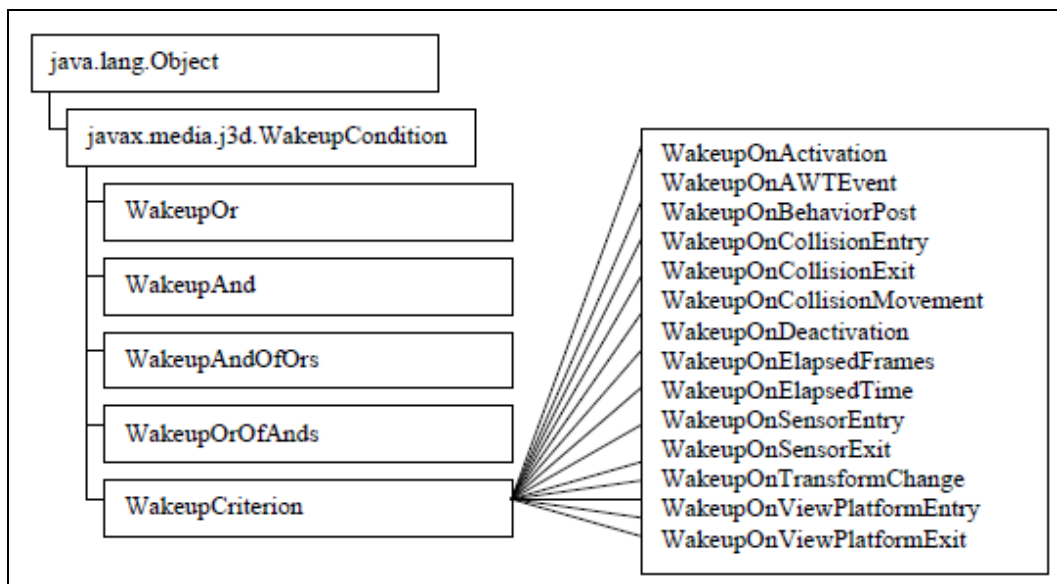 java.lang.Object
javax.media.j3d.WakeupCondition
WakeupOr
WakeupAnd
WakeupAndOfOrs
WakeupOrOfAnds
WakeupCriterion
WakeupOnActivation
WakeupOnAWTEvent
WakeupOnBehaviorPost
WakeupOnCollisionEntry
WakeupOnCollisionExit
WakeupOnCollisionMovement
WakeupOnDeactivation
WakeupOnElapsedFrames
WakeupOnElapsedTime
WakeupOnSensorEntry
WakeupOnSensorExit
WakeupOnTransformChange
WakeupOnViewPlatformEntry
WakeupOnViewPlatformExit